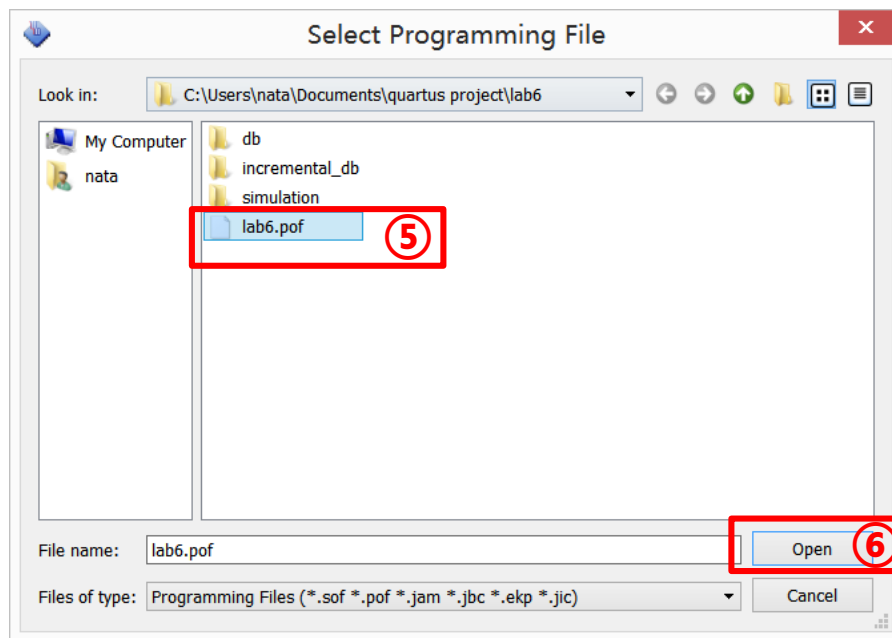 Select Programming File
Look in: C:\Users\nata\Documents\quartus project\lab6
My Computer
nata
db
incremental_db
simulation
lab6.pof ⑤
File name: lab6.pof Open ⑥
Files of type: Programming Files (*.sof *.pof *.jam *.jbc *.ekp *.jic) Cancel